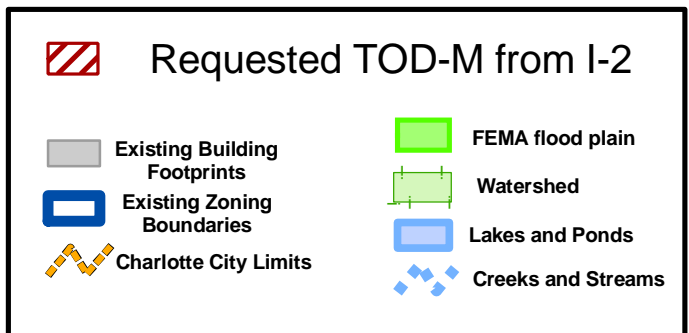 Requested TOD-M from I-2
Existing Building
Footprints
Existing Zoning
Boundaries
Charlotte City Limits
FEMA flood plain
Watershed
Lakes and Ponds
Creeks and Streams